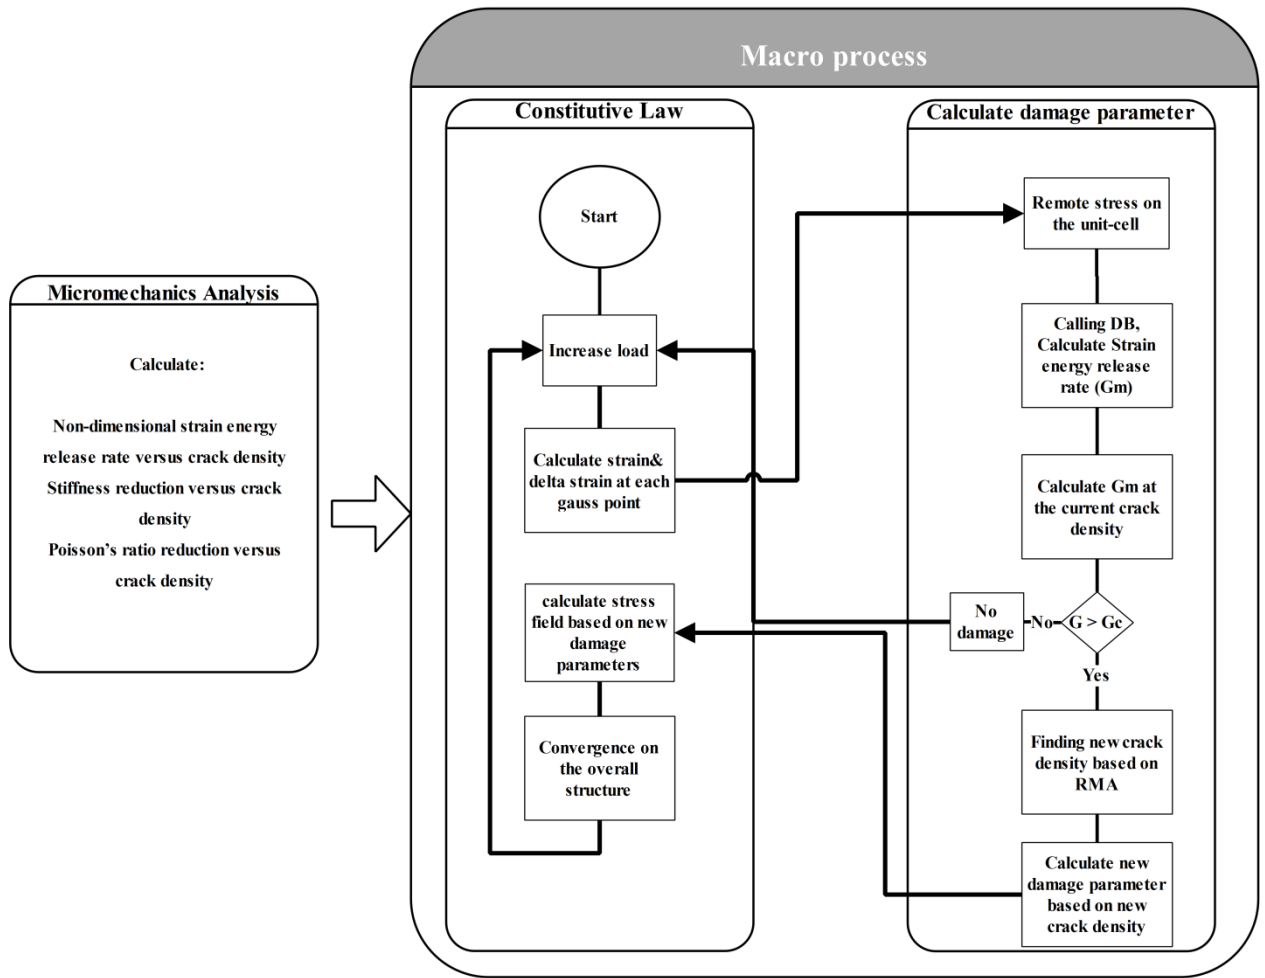 Macro process
Constitutive Law
Calculate damage parameter
Start
Remote stress on
the unit-cell
Micromechanics Analysis
Calculate:
Non-dimensional strain energy
release rate versus crack density
Stiffness reduction versus crack
density
Poisson's ratio reduction versus
crack density
Increase load
Calling DB,
Calculate Strain
energy release
rate (Gm)
Calculate strain&
delta strain at each
gauss point
Calculate Gm at
the current crack
density
calculate stress
field based on new
damage
parameters
No
damage
No
G > Gc
Yes
Convergence on
the overall
structure
Finding new crack
density based on
RMA
Calculate new
damage parameter
based on new
crack density